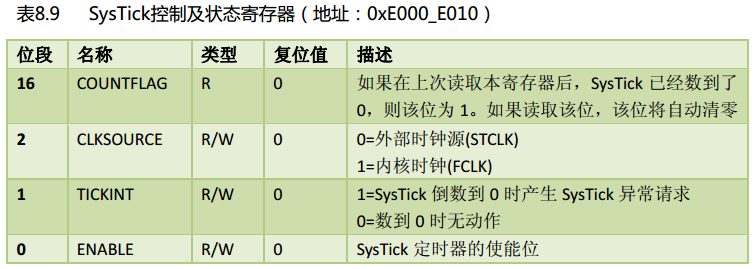 表8.9 SysTick控制及状态寄存器（地址：0xE000_E010）
位段 名称 类型 复位值 描述
16 COUNTFLAG R 0 如果在上次读取本寄存器后，SysTick 已经数到了
0，则该位为 1。如果读取该位，该位将自动清零
2 CLKSOURCE R/W 0 0=外部时钟源(STCLK)
1=内核时钟(FCLK)
1 TICKINT R/W 0 1=SysTick 倒数到 0 时产生 SysTick 异常请求
0=数到 0 时无动作
0 ENABLE R/W 0 SysTick 定时器的使能位